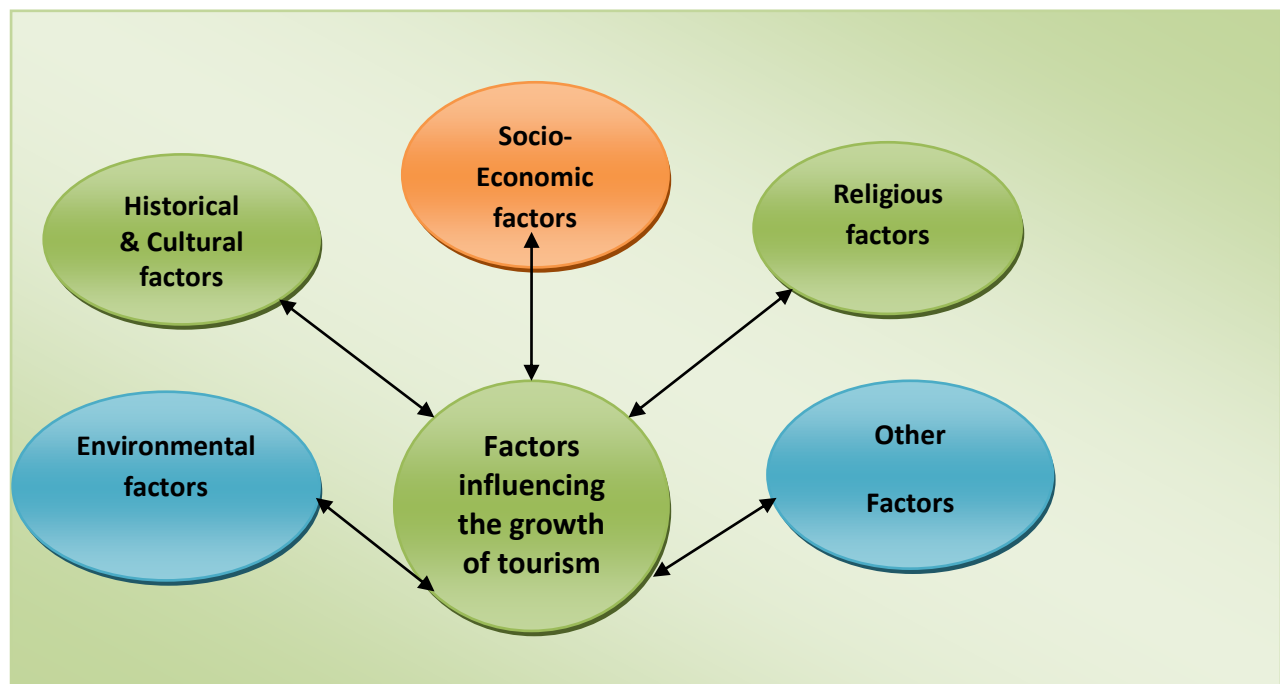 Socio-
Economic
factors
Historical
& Cultural
factors
Religious
factors
Environmental
factors
Factors
influencing
the growth
of tourism
Other
Factors